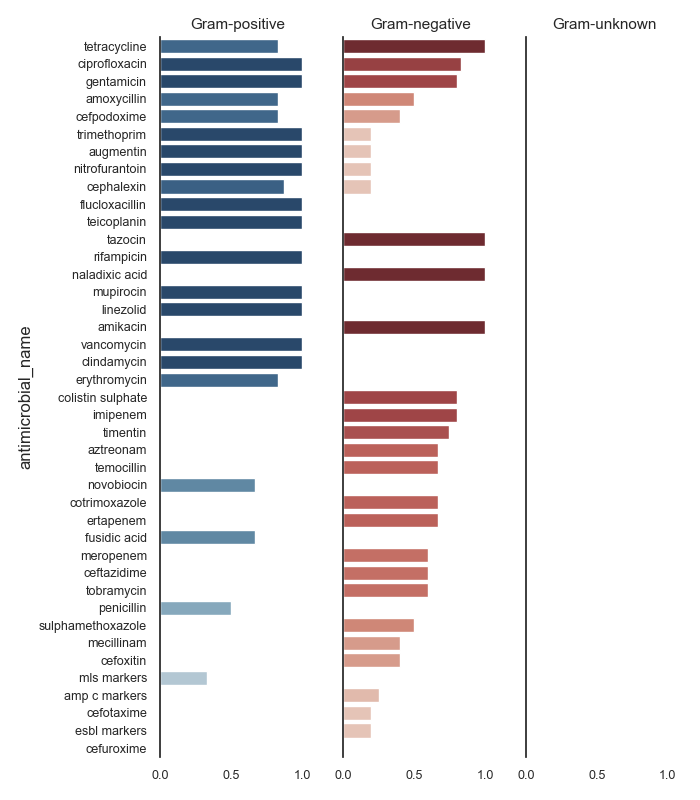 Gram-positive Gram-negative Gram-unknown
tetracycline
ciprofloxacin
gentamicin
amoxycillin
cefpodoxime
trimethoprim
augmentin
nitrofurantoin
cephalexin
flucloxacillin
teicoplanin
tazocin
rifampicin
naladixic acid
mupirocin
linezolid
amikacin
vancomycin
clindamycin
erythromycin
colistin sulphate
imipenem
timentin
aztreonam
temocillin
novobiocin
cotrimoxazole
ertapenem
fusidic acid
meropenem
ceftazidime
tobramycin
penicillin
sulphamethoxazole
mecillinam
cefoxitin
mls markers
amp c markers
cefotaxime
esbl markers
cefuroxime
antimicrobial_name
0.0 0.5 1.0 0.0 0.5 1.0 0.0 0.5 1.0